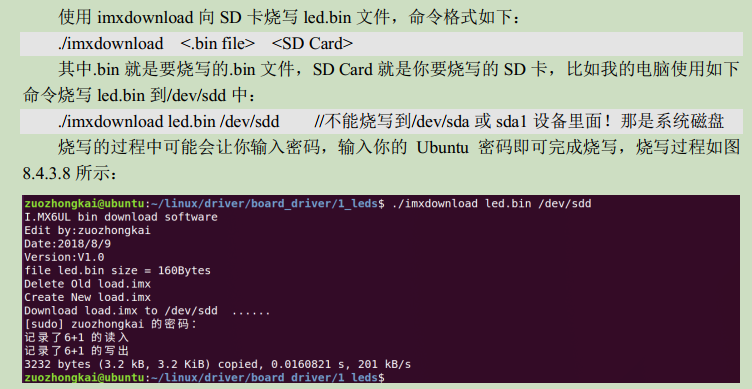 使用 imxdownload 向 SD 卡烧写 led.bin 文件，命令格式如下：
./imxdownload <.bin file> <SD Card>
其中.bin 就是要烧写的.bin 文件，SD Card 就是你要烧写的 SD 卡，比如我的电脑使用如下
命令烧写 led.bin 到/dev/sdd 中：
./imxdownload led.bin /dev/sdd //不能烧写到/dev/sda 或 sda1 设备里面！那是系统磁盘
烧写的过程中可能会让你输入密码，输入你的 Ubuntu 密码即可完成烧写，烧写过程如图
8.4.3.8 所示：
zuozhongkai@ubuntu:~/linux/driver/board_driver/1_leds$ ./imxdownload led.bin /dev/sdd
I.MX6UL bin download software
Edit by:zuozhongkai
Date:2018/8/9
Version:V1.0
file led.bin size = 160Bytes
Delete Old load.imx
Create New load.imx
Download load.imx to /dev/sdd ......
[sudo] zuozhongkai 的密码：
记录了6+1 的读入
记录了6+1 的写出
3232 bytes (3.2 kB, 3.2 KiB) copied, 0.0160821 s, 201 kB/s
zuozhongkai@ubuntu:~/linux/driver/board_driver/1_leds$